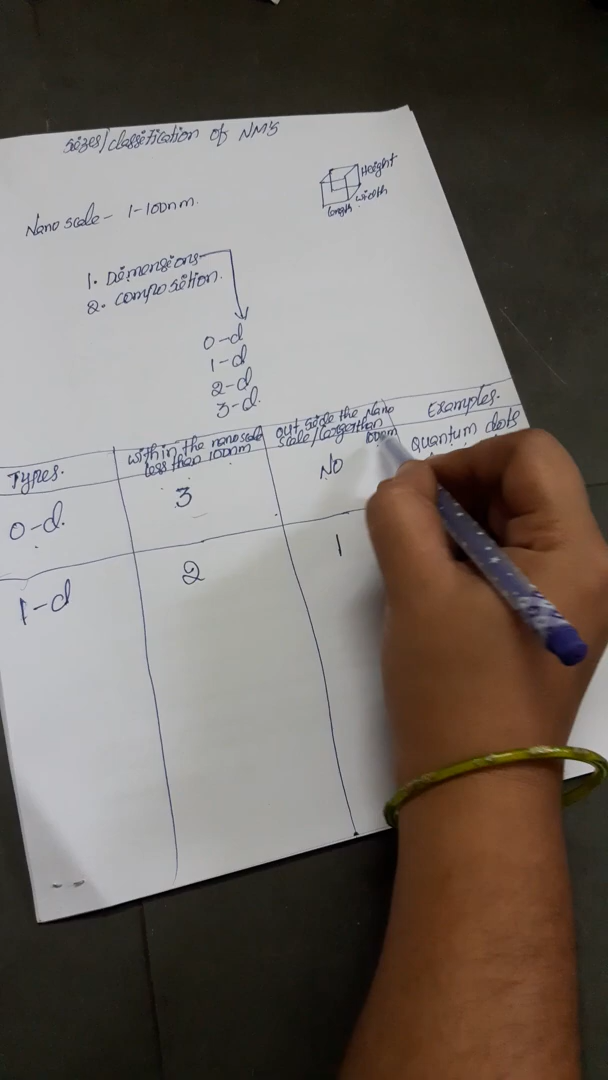 sizes/classification of NM's
Nano scale - 1-100nm.
Height
width
length
1. Dimensions
2. composition.
0-d
1-d
2-d
3-d.
Types.
within the nanoscale
less than 100nm
out side the Nano
scale/larger than
100nm
Examples.
0-d.
3
NO
Quantum dots
1-d
2
1